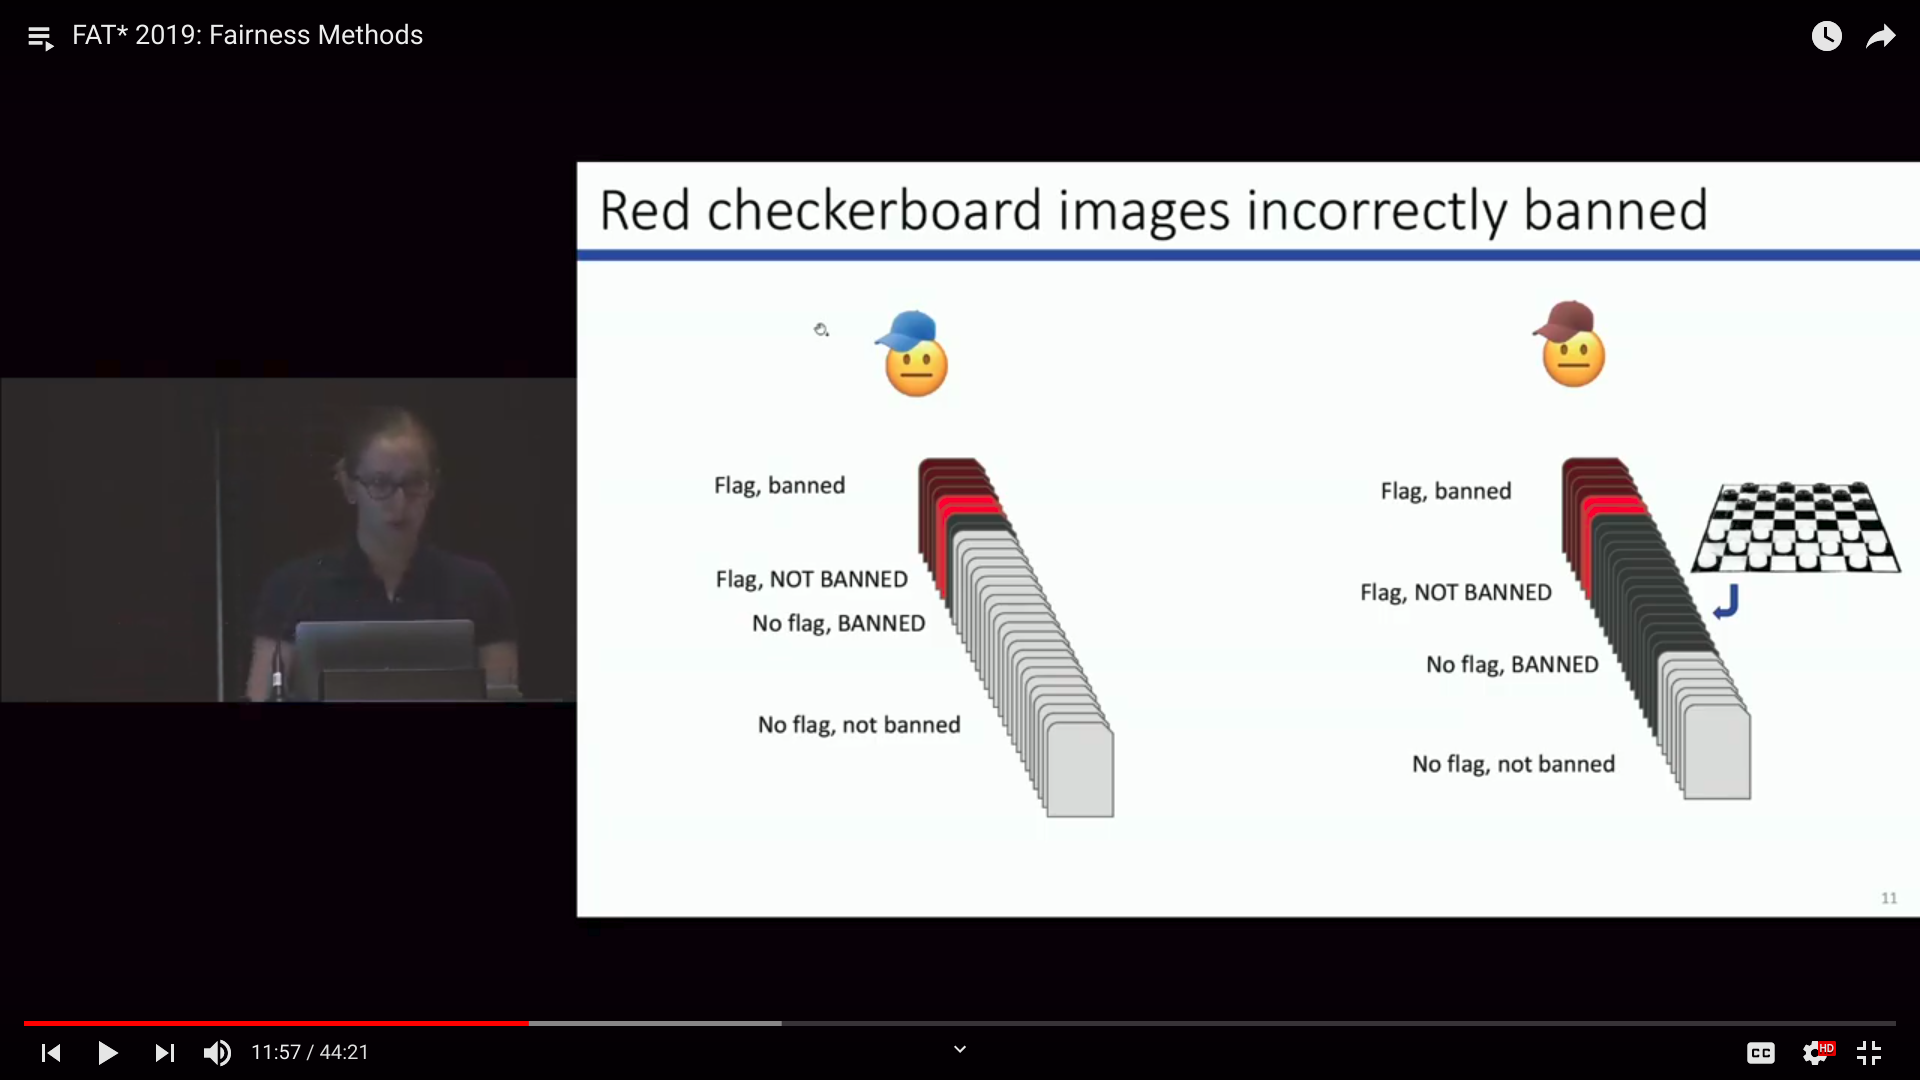 FAT* 2019: Fairness Methods
Red checkerboard images incorrectly banned
Flag, banned
Flag, NOT BANNED
No flag, BANNED
No flag, not banned
Flag, banned
Flag, NOT BANNED
No flag, BANNED
No flag, not banned
11
11:57 / 44:21
CC
HD